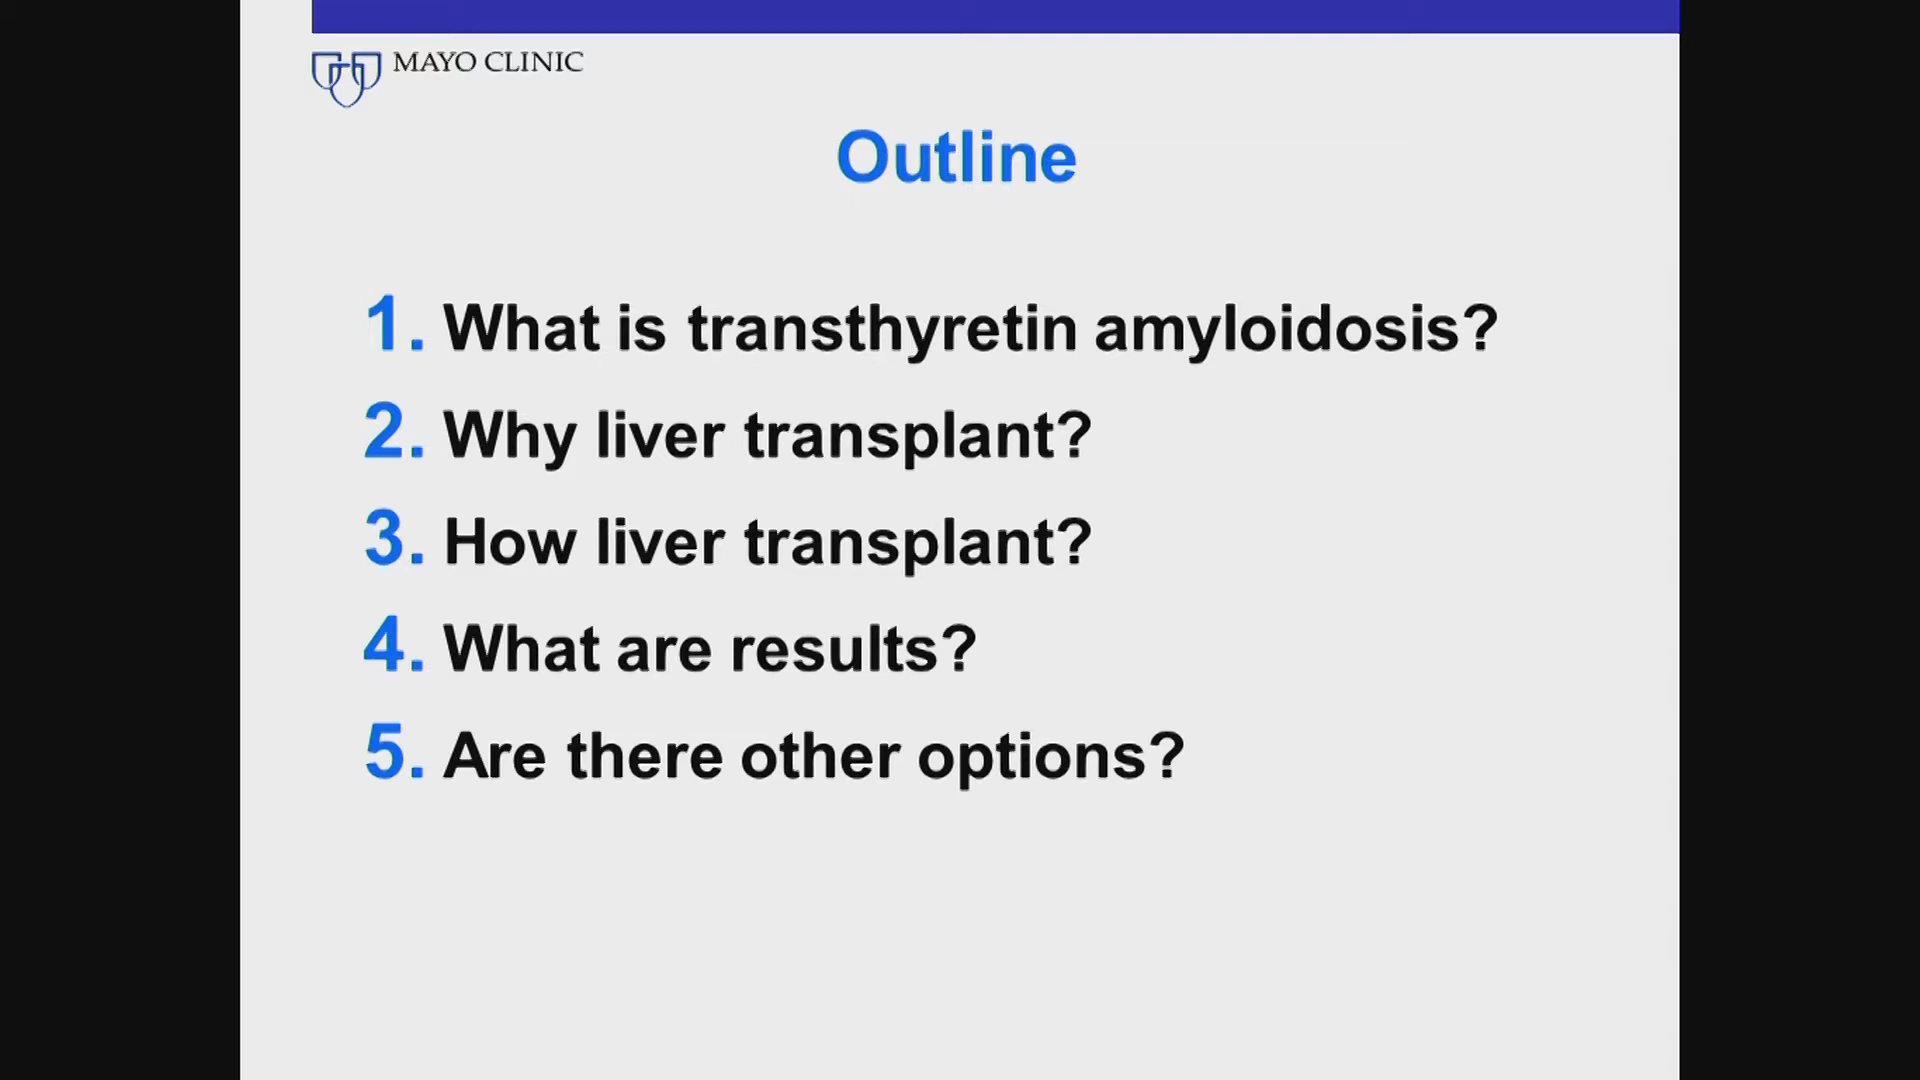 MAYO CLINIC
Outline
1. What is transthyretin amyloidosis?
2. Why liver transplant?
3. How liver transplant?
4. What are results?
5. Are there other options?